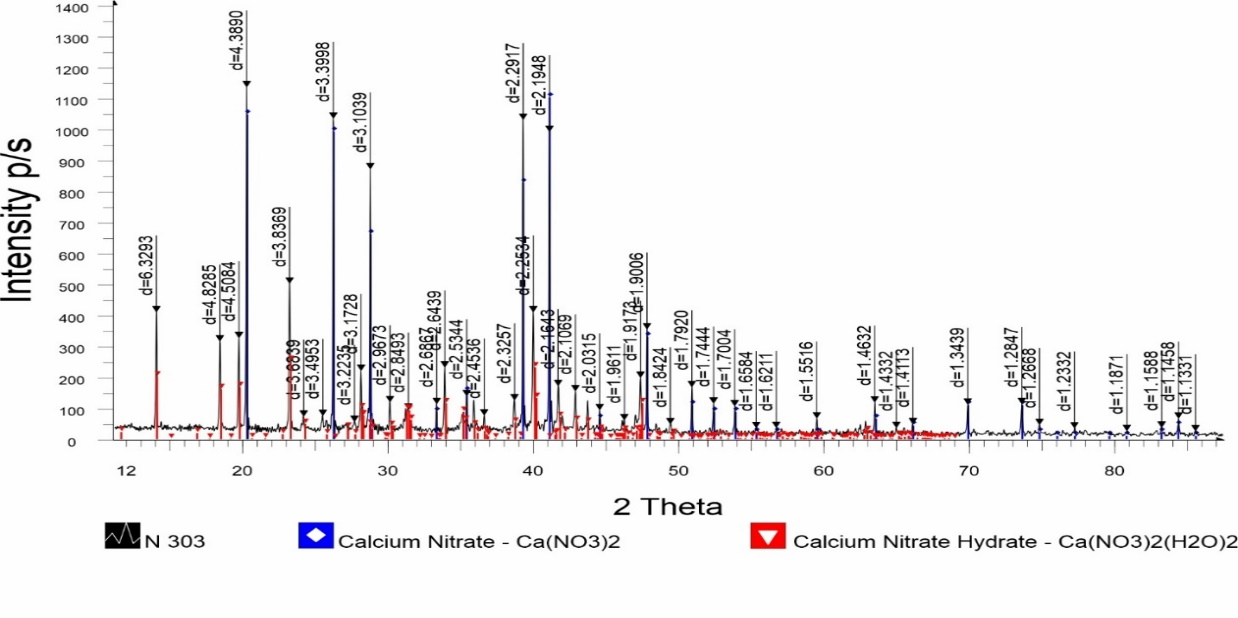 Intensity p/s
1400
1300
1200
1100
1000
900
800
700
600
500
400
300
200
100
0
d=6.3293
d=4.8285
d=4.5084
d=4.3890
d=3.8369
d=3.4953
d=3.3998
d=3.2235
d=3.1728
d=3.1039
d=2.9673
d=2.8493
d=2.6439
d=2.5344
d=2.4536
d=2.3257
d=2.2917
d=2.2534
d=2.1948
d=2.1643
d=2.1069
d=2.0315
d=1.9611
d=1.9006
d=1.8424
d=1.7920
d=1.7444
d=1.7004
d=1.6584
d=1.6211
d=1.5516
d=1.4632
d=1.4332
d=1.4113
d=1.3439
d=1.2847
d=1.2668
d=1.2332
d=1.1871
d=1.1588
d=1.1458
d=1.1331
12 20 30 40 50 60 70 80
2 Theta
N 303
Calcium Nitrate - Ca(NO3)2
Calcium Nitrate Hydrate - Ca(NO3)2(H2O)2